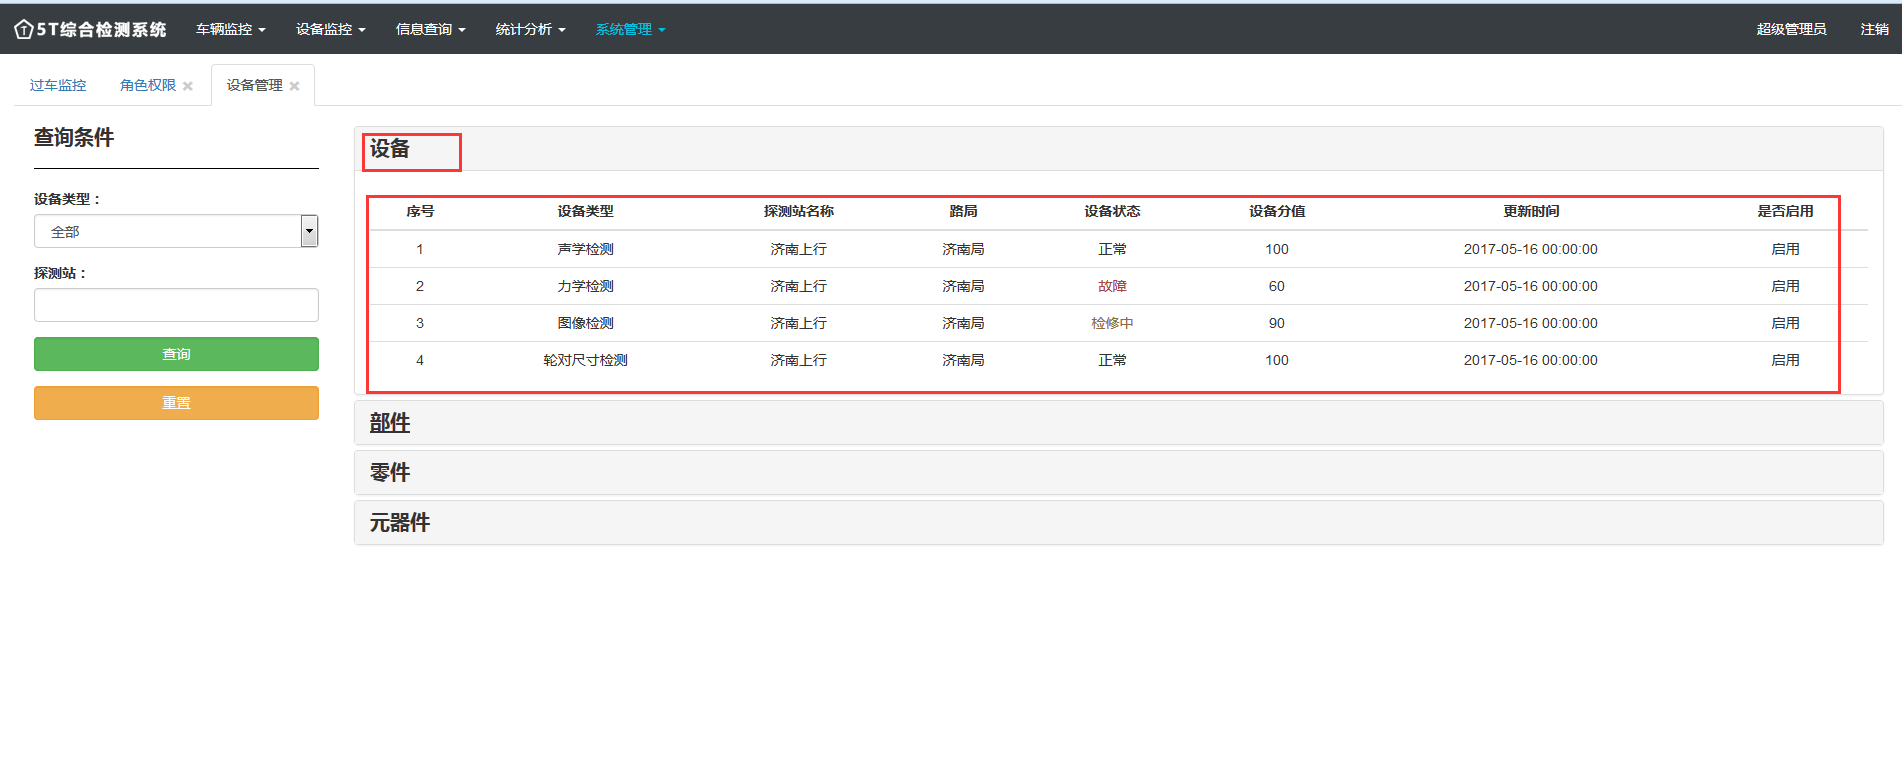 5T综合检测系统 车辆监控 设备监控 信息查询 统计分析 系统管理 超级管理员 注销
过车监控 角色权限 设备管理
查询条件
设备类型：
全部
探测站：
查询
重置
设备
序号 设备类型 探测站名称 路局 设备状态 设备分值 更新时间 是否启用
1 声学检测 济南上行 济南局 正常 100 2017-05-16 00:00:00 启用
2 力学检测 济南上行 济南局 故障 60 2017-05-16 00:00:00 启用
3 图像检测 济南上行 济南局 检修中 90 2017-05-16 00:00:00 启用
4 轮对尺寸检测 济南上行 济南局 正常 100 2017-05-16 00:00:00 启用
部件
零件
元器件